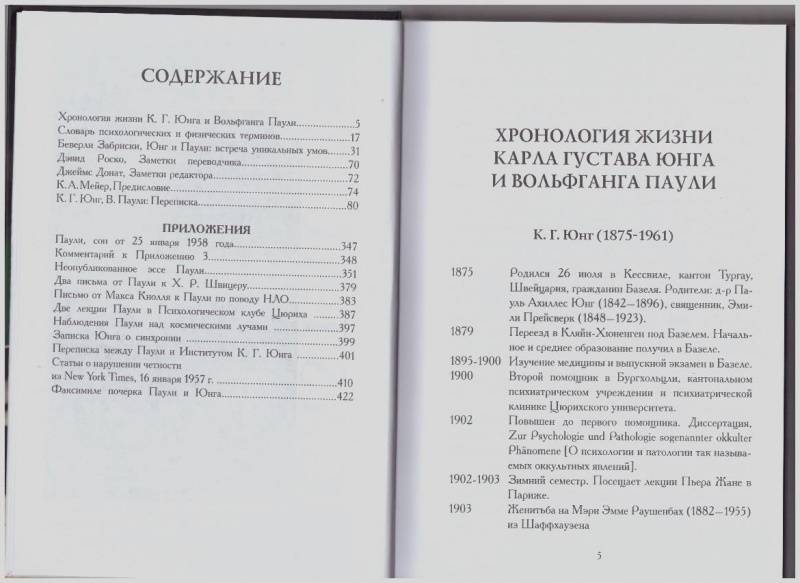 СОДЕРЖАНИЕ
Хронология жизни К. Г. Юнга и Вольфганга Паули....................5
Словарь психологических и физических терминов....................17
Беверли Забриски, Юнг и Паули: встреча уникальных умов....................31
Дэвид Роско, Заметки переводчика....................70
Джеймс Донат, Заметки редактора....................72
К. А. Мейер, Предисловие....................74
К. Г. Юнг, В. Паули: Переписка....................80
ПРИЛОЖЕНИЯ
Паули, сон от 25 января 1958 года....................347
Комментарий к Приложению 3....................348
Неопубликованное эссе Паули....................351
Два письма от Паули к Х. Р. Швицеру....................379
Письмо от Макса Кнолля к Паули по поводу НЛО....................383
Две лекции Паули в Психологическом клубе Цюриха ....................387
Наблюдения Паули над космическими лучами ....................397
Записка Юнга о синхронии ....................399
Переписка между Паули и Институтом К. Г. Юнга ....................401
Статьи о нарушении четности
из New York Times, 16 января 1957 г. ....................410
Факсимиле почерка Паули и Юнга....................422
ХРОНОЛОГИЯ ЖИЗНИ
КАРЛА ГУСТАВА ЮНГА
И ВОЛЬФГАНГА ПАУЛИ
К. Г. Юнг (1875-1961)
1875 Родился 26 июля в Кессвиле, кантон Тургау,
Швейцария, гражданин Базеля. Родители: д-р Па-
уль Ахиллес Юнг (1842—1896), священник, Эми-
ли Прейсверк (1848—1923).
1879 Переезд в Кляйн-Хюненген под Базелем. Началь-
ное и среднее образование получил в Базеле.
1895-1900 Изучение медицины и выпускной экзамен в Базеле.
1900 Второй помощник в Бургхольцли, кантональном
психиатрическом учреждении и психиатрической
клинике Цюрихского университета.
1902 Повышен до первого помощника. Диссертация,
Zur Psychologie und Pathologie sogenannter okkulter
Phänomene [О психологии и патологии так называ-
емых оккультных явлений].
1902-1903 Зимний семестр. Посещает лекции Пьера Жане в
Париже.
1903 Женитьба на Мэри Эмме Раушенбах (1882—1955)
из Шаффхаузена
5